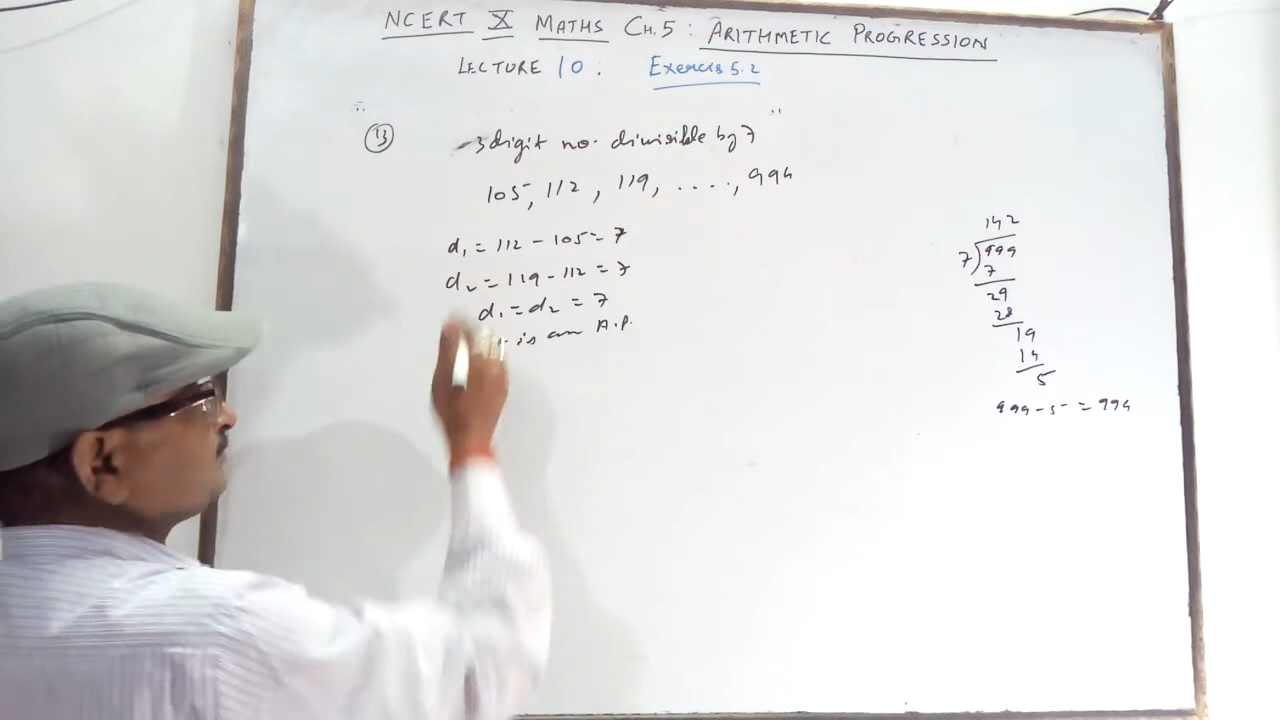 NCERT X MATHS CH.5: ARITHMETIC PROGRESSION
LECTURE 10: Exercis 5.2
13 3 digit no. divisible by 7
105, 112, 119, ...., 994
d₁ = 112 - 105 = 7
d₂ = 119 - 112 = 7
d₁ = d₂ = 7
is an A.P.
142
7)999
7
29
28
19
14
5
999-5 = 994